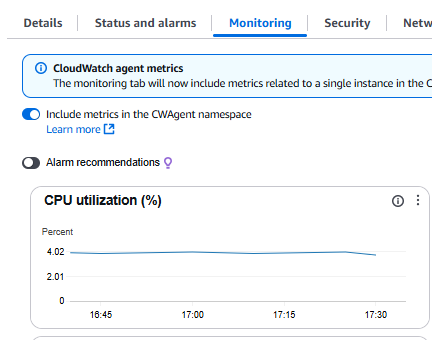 Details Status and alarms Monitoring Security Netw
CloudWatch agent metrics
The monitoring tab will now include metrics related to a single instance in the C
Include metrics in the CWAgent namespace
Learn more
Alarm recommendations
CPU utilization (%)
Percent
4.02
2.01
0
16:45 17:00 17:15 17:30